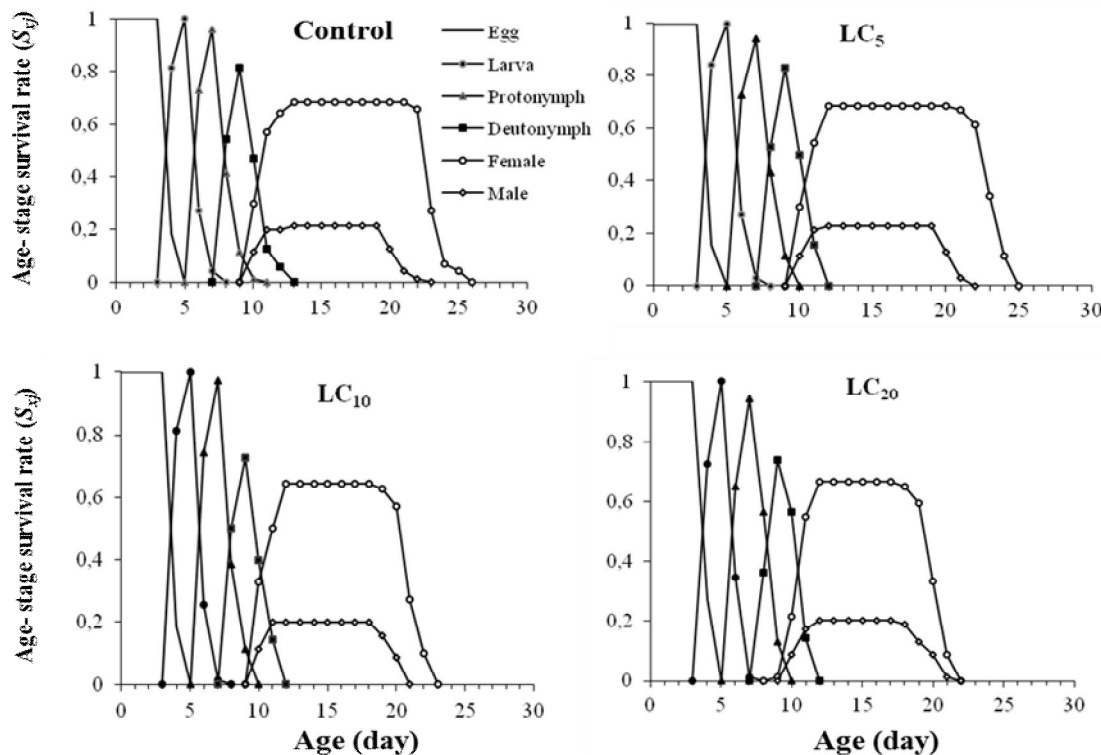 Age- stage survival rate (Sxj)
1
0,8
0,6
0,4
0,2
0
Control
Egg
Larva
Protonymph
Deutonymph
Female
Male
0 5 10 15 20 25 30
1
0,8
0,6
0,4
0,2
0
LC5
0 5 10 15 20 25 30
Age- stage survival rate (Sxj)
1
0,8
0,6
0,4
0,2
0
LC10
0 5 10 15 20 25 30
Age (day)
1
0,8
0,6
0,4
0,2
0
LC20
0 5 10 15 20 25 30
Age (day)